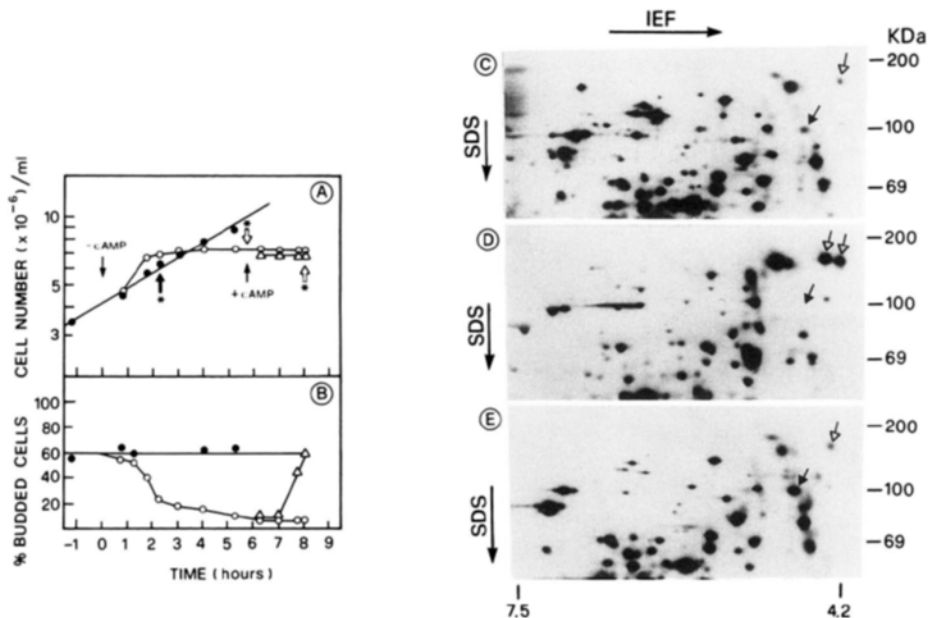 CELL NUMBER ( x 10⁻⁶) / ml
10
5
3
Ⓐ
-cAMP
+cAMP
*
*
*
% BUDDED CELLS
100
60
20
Ⓑ
-1 0 1 2 3 4 5 6 7 8 9
TIME ( hours )
IEF
KDa
Ⓒ
SDS
200
100
69
Ⓓ
SDS
200
100
69
Ⓔ
SDS
200
100
69
7.5
4.2